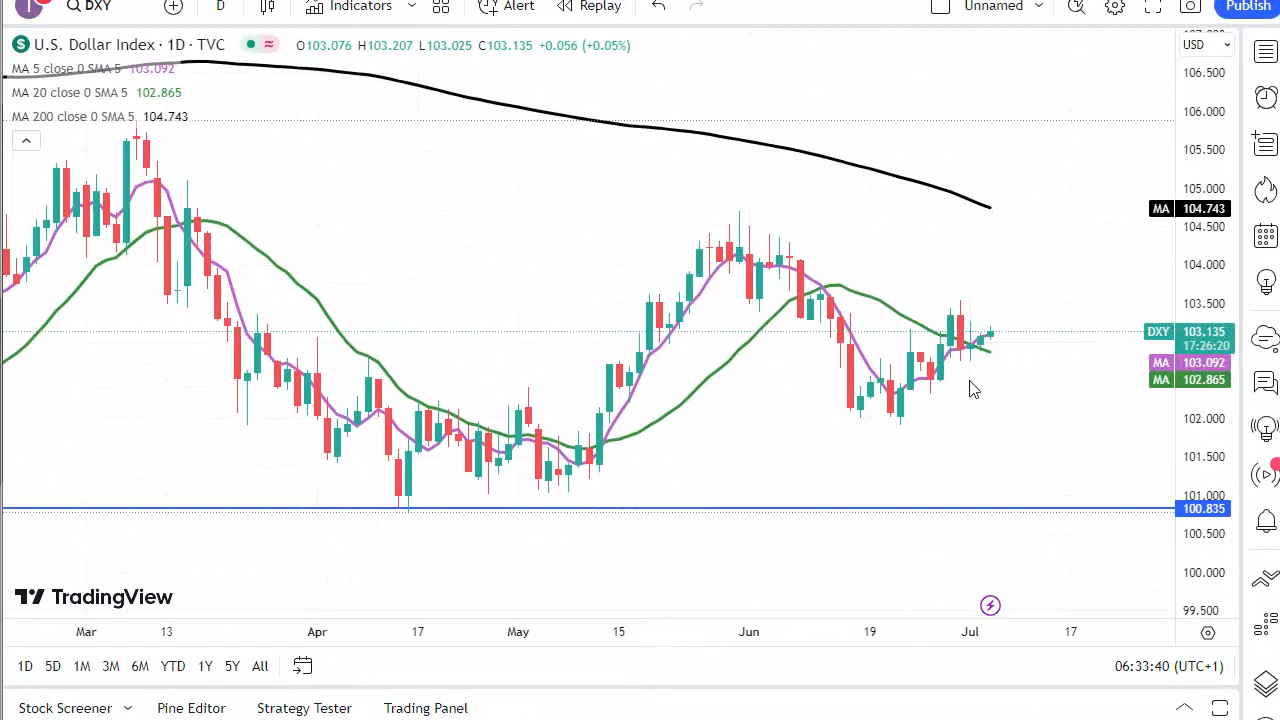 T DXY D Indicators Alert Replay Unnamed Publish
S U.S. Dollar Index · 1D · TVC O103.076 H103.207 L103.025 C103.135 +0.056 (+0.05%) USD
MA 5 close 0 SMA 5 103.092
MA 20 close 0 SMA 5 102.865
MA 200 close 0 SMA 5 104.743
106.500
106.000
105.500
105.000
MA 104.743
104.500
104.000
103.500
DXY 103.135
17:26:20
MA 103.092
MA 102.865
102.000
101.500
101.000
100.835
100.500
100.000
99.500
TradingView
Mar 13 Apr 17 May 15 Jun 19 Jul 17
1D 5D 1M 3M 6M YTD 1Y 5Y All 06:33:40 (UTC+1)
Stock Screener Pine Editor Strategy Tester Trading Panel